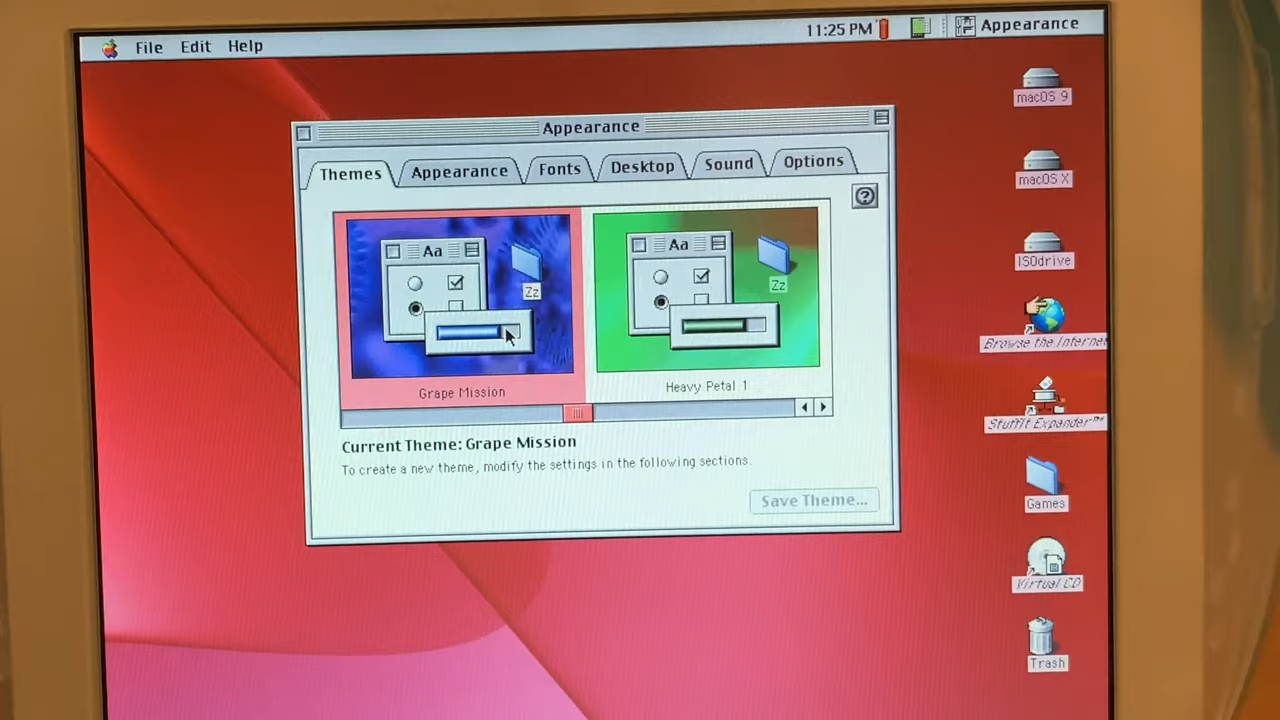 File Edit Help 11:25 PM Appearance
macOS 9
Appearance
Themes Appearance Fonts Desktop Sound Options
macOS X
Aa
Zz
Aa
Zz
ISOdrive
Browse the Internet
Grape Mission
Heavy Petal 1
StuffIt Expander™
Current Theme: Grape Mission
To create a new theme, modify the settings in the following sections.
Save Theme...
Games
Virtual CD
Trash